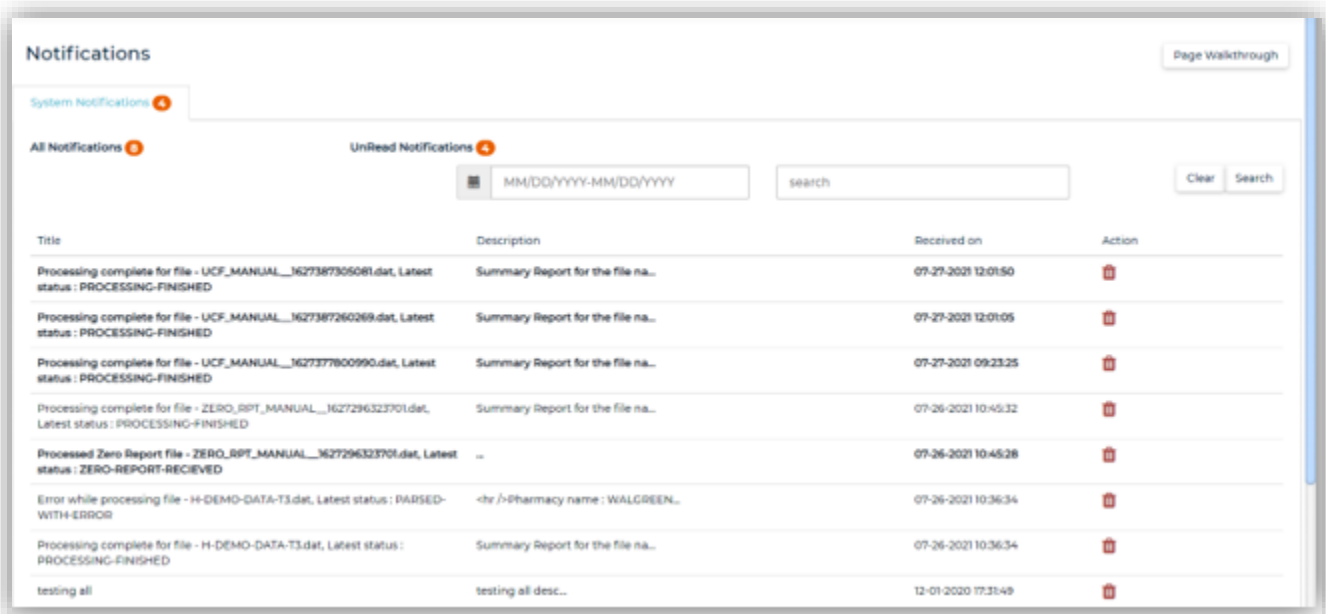 Notifications
Page Walkthrough
System Notifications 4
All Notifications 8
UnRead Notifications 4
MM/DD/YYYY-MM/DD/YYYY
search
Clear
Search
Title
Description
Received on
Action
Processing complete for file - UCF_MANUAL__1627387305081.dat, Latest
status : PROCESSING-FINISHED
Summary Report for the file na...
07-27-2021 12:01:50
Processing complete for file - UCF_MANUAL__1627387260269.dat, Latest
status : PROCESSING-FINISHED
Summary Report for the file na...
07-27-2021 12:01:05
Processing complete for file - UCF_MANUAL__1627377800990.dat, Latest
status : PROCESSING-FINISHED
Summary Report for the file na...
07-27-2021 09:23:25
Processing complete for file - ZERO_RPT_MANUAL__1627296323701.dat,
Latest status : PROCESSING-FINISHED
Summary Report for the file na...
07-26-2021 10:45:32
Processed Zero Report file - ZERO_RPT_MANUAL__1627296323701.dat, Latest
status : ZERO-REPORT-RECIEVED
...
07-26-2021 10:45:28
Error while processing file - H-DEMO-DATA-T3.dat, Latest status : PARSED-
WITH-ERROR
<hr />Pharmacy name : WALGREEN...
07-26-2021 10:36:34
Processing complete for file - H-DEMO-DATA-T3.dat, Latest status :
PROCESSING-FINISHED
Summary Report for the file na...
07-26-2021 10:36:34
testing all
testing all desc...
12-01-2020 17:31:49